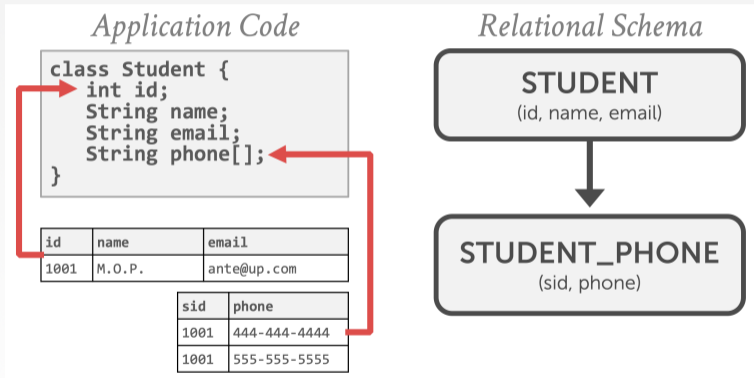 Application Code
class Student {
int id;
String name;
String email;
String phone[];
}
id name email
1001 M.O.P. ante@up.com
sid phone
1001 444-444-4444
1001 555-555-5555
Relational Schema
STUDENT
(id, name, email)
STUDENT_PHONE
(sid, phone)